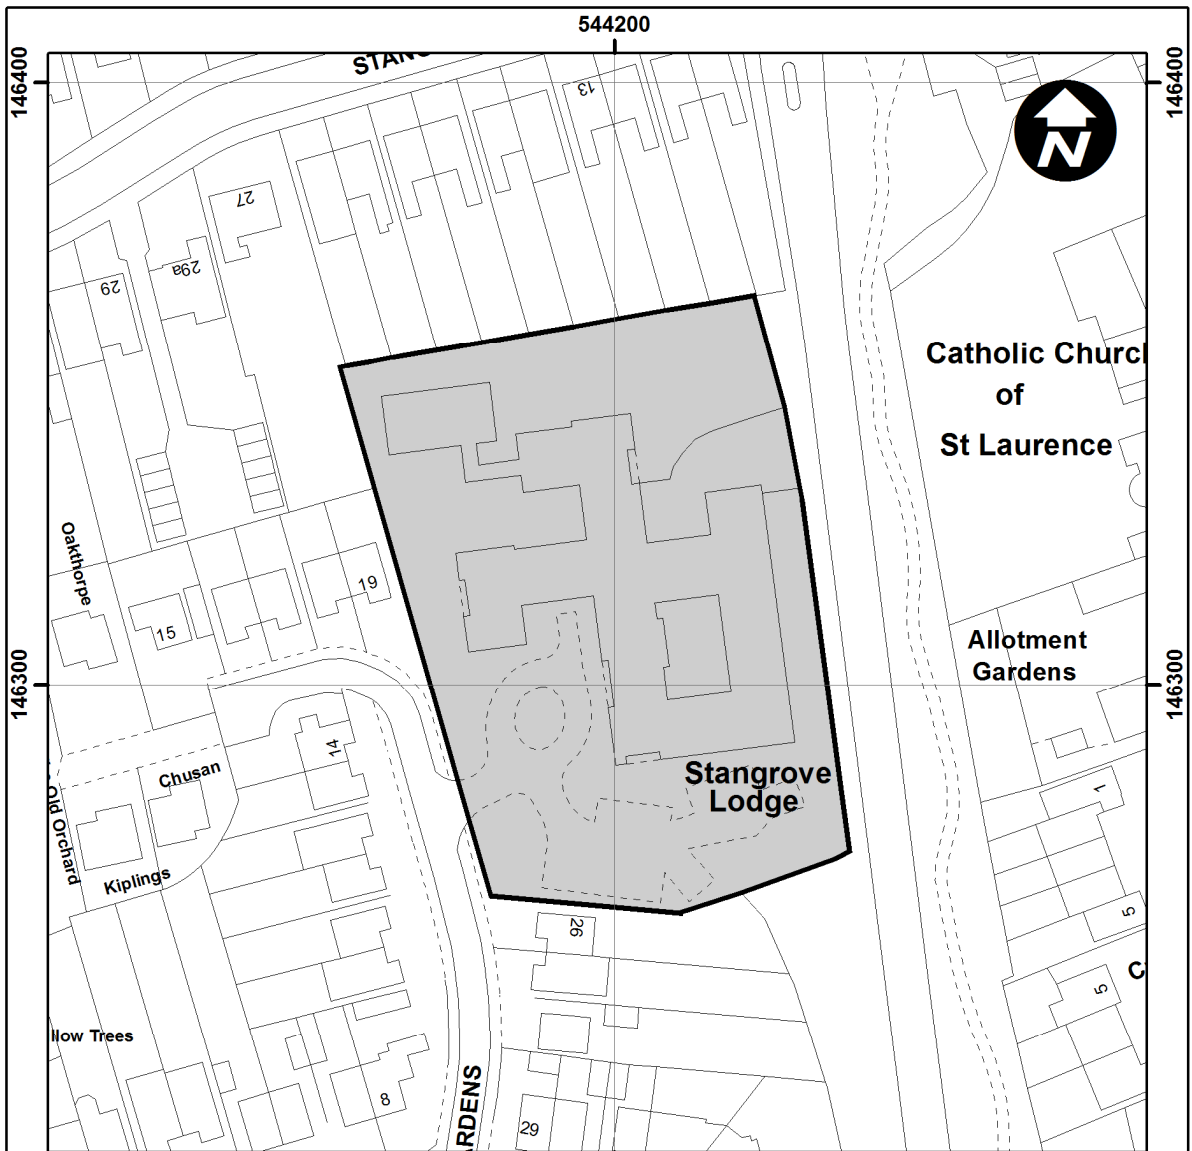 544200
146400
146400
STANG
13
N
27
29a
29
Catholic Church
of
St Laurence
Oakthorpe
19
15
Allotment
Gardens
146300
146300
14
Chusan
Stangrove
Lodge
Old Orchard
Kiplings
1
26
5
C
5
llow Trees
8
ARDENS
29